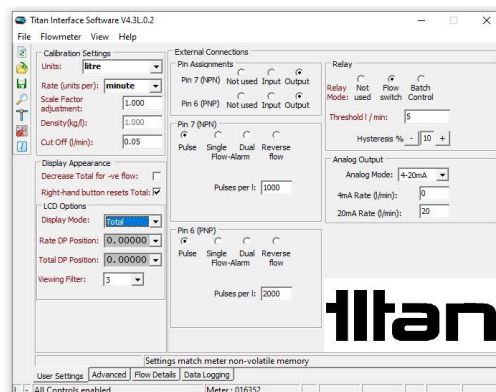 Titan Interface Software V4.3L.0.2
File Flowmeter View Help
Calibration Settings
Units: litre
Rate (units per): minute
Scale Factor adjustment: 1.000
Density(kg/l): 1.000
Cut Off (l/min): 0.05
Display Appearance
Decrease Total for -ve flow:
Right-hand button resets Total:
LCD Options
Display Mode: Total
Rate DP Position: 0.00000
Total DP Position: 0.00000
Viewing Filter: 3
External Connections
Pin Assignments
Pin 7 (NPN) Not used Input Output
Pin 6 (PNP) Not used Input Output
Pin 7 (NPN)
Pulse Single Dual Reverse
Flow-Alarm flow
Pulses per l: 1000
Pin 6 (PNP)
Pulse Single Dual Reverse
Flow-Alarm flow
Pulses per l: 2000
Relay
Relay Not Flow Batch
Mode: used switch Control
Threshold l / min: 5
Hysteresis % - 10 +
Analog Output
Analog Mode: 4-20mA
4mA Rate (l/min): 0
20mA Rate (l/min): 20
titan
Settings match meter non-volatile memory
User Settings Advanced Flow Details Data Logging
All Controls enabled Meter : 016352